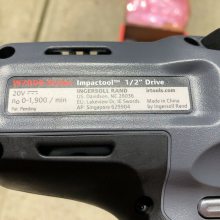 Impactool™ 1/2" Drive
20V
INGERSOLL RAND
irtools.com
US: Davidson, NC 28036
n₀ 0-1,900 / min
EU: Lakeview Dr, IE Swords
Made in China
Pat. Pending
AP: Singapore 629904
by Ingersoll Rand